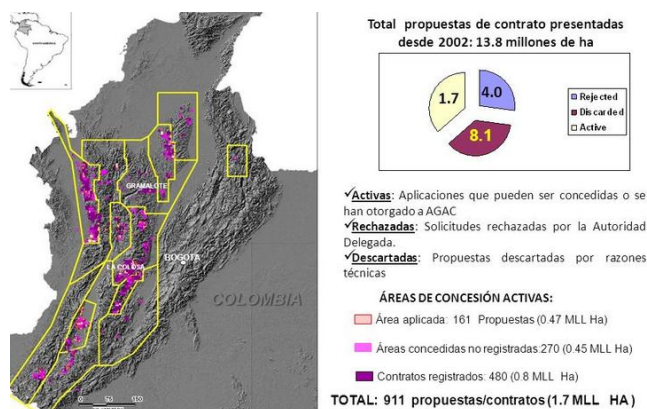 Total propuestas de contrato presentadas
desde 2002: 13.8 millones de ha
1.7
4.0
8.1
Rejected
Discarded
Active
GRAMALOTE
LA COLOSA
BOGOTA
COLOMBIA
0 75 150
✓Activas: Aplicaciones que pueden ser concedidas o se
han otorgado a AGAC
✓Rechazadas: Solicitudes rechazadas por la Autoridad
Delegada.
✓Descartadas: Propuestas descartadas por razones
técnicas
ÁREAS DE CONCESIÓN ACTIVAS:
Área aplicada: 161 Propuestas (0.47 MLL Ha)
Áreas concedidas no registradas:270 (0.45 MLL Ha)
Contratos registrados: 480 (0.8 MLL Ha)
TOTAL: 911 propuestas/contratos (1.7 MLL HA)